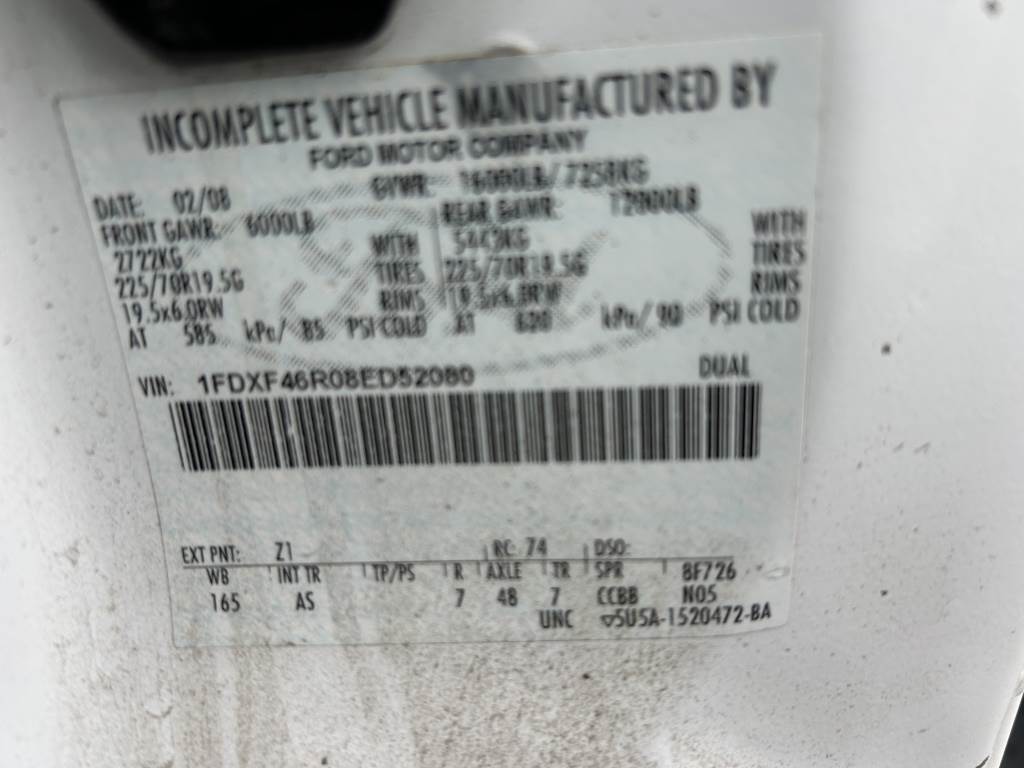 INCOMPLETE VEHICLE MANUFACTURED BY
FORD MOTOR COMPANY
DATE: 02/08 GVWR: 16000LB/ 7258KG
FRONT GAWR: 6000LB REAR GAWR: 12000LB
2722KG WITH 5443KG WITH
225/70R19.5G TIRES 225/70R19.5G TIRES
19.5x6.0RW RIMS 19.5x6.0RW RIMS
AT 585 kPa/ 85 PSI COLD AT 620 kPa/ 90 PSI COLD
VIN: 1FDXF46R08ED52080 DUAL
EXT PNT: Z1 RC: 74 DSO:
WB INT TR TP/PS R AXLE TR SPR 8F726
165 AS 7 48 7 CCBB N05
UNC ▽5U5A-1520472-BA